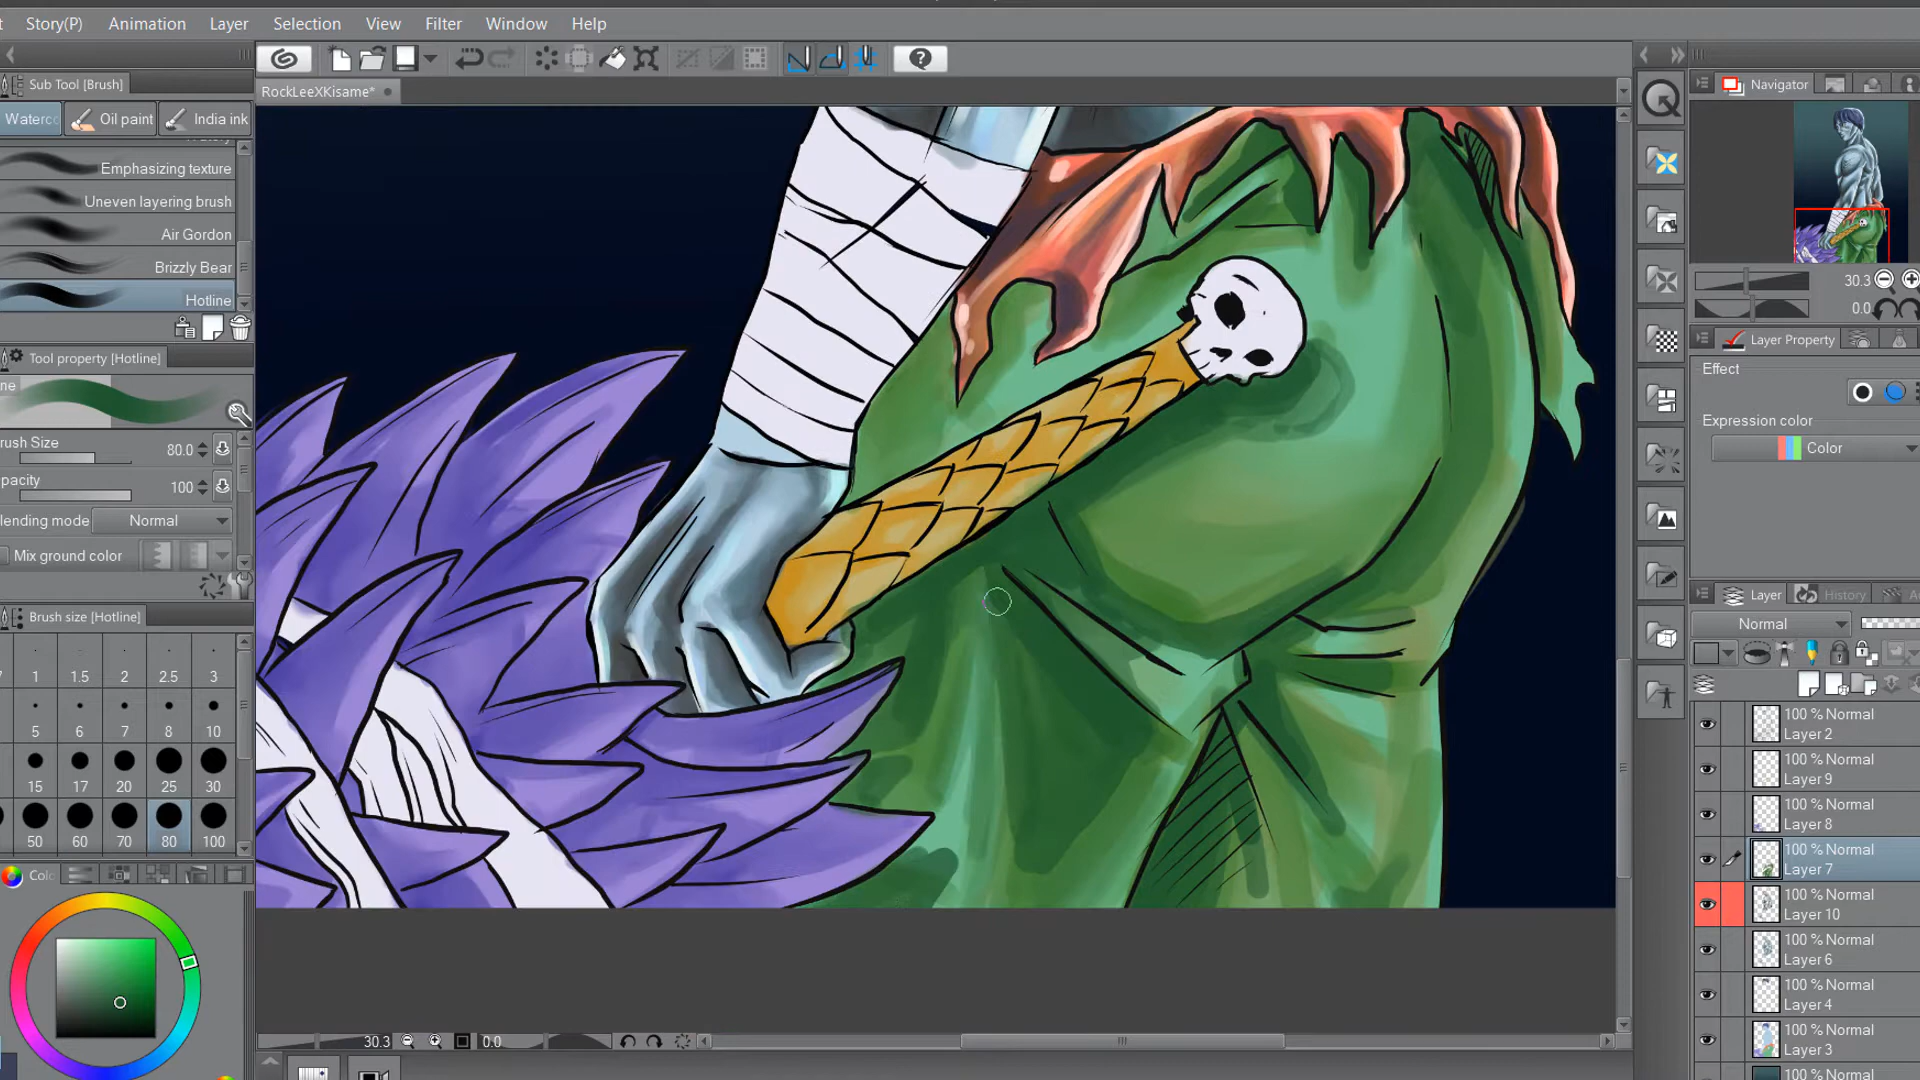 Story(P) Animation Layer Selection Filter View Window Help
Sub Tool [Brush]
RockLeeXKisame*
Navigator
Oil paint India ink
Emphasizing texture
Uneven layering brush
Air Gordon
Brizzly Bear
Hotline
30.3
0.0
Tool property [Hotline]
Layer Property
Effect
Expression color
Color
Brush Size 80.0
Opacity 100
Blending mode Normal
Mix ground color
Layer History
Normal
Brush size [Hotline]
1 1.5 2 2.5 3
5 6 7 8 10
15 17 20 25 30
50 60 70 80 100
100 % Normal
Layer 2
100 % Normal
Layer 9
100 % Normal
Layer 8
100 % Normal
Layer 7
100 % Normal
Layer 10
100 % Normal
Layer 6
100 % Normal
Layer 4
100 % Normal
Layer 3
30.3 0.0